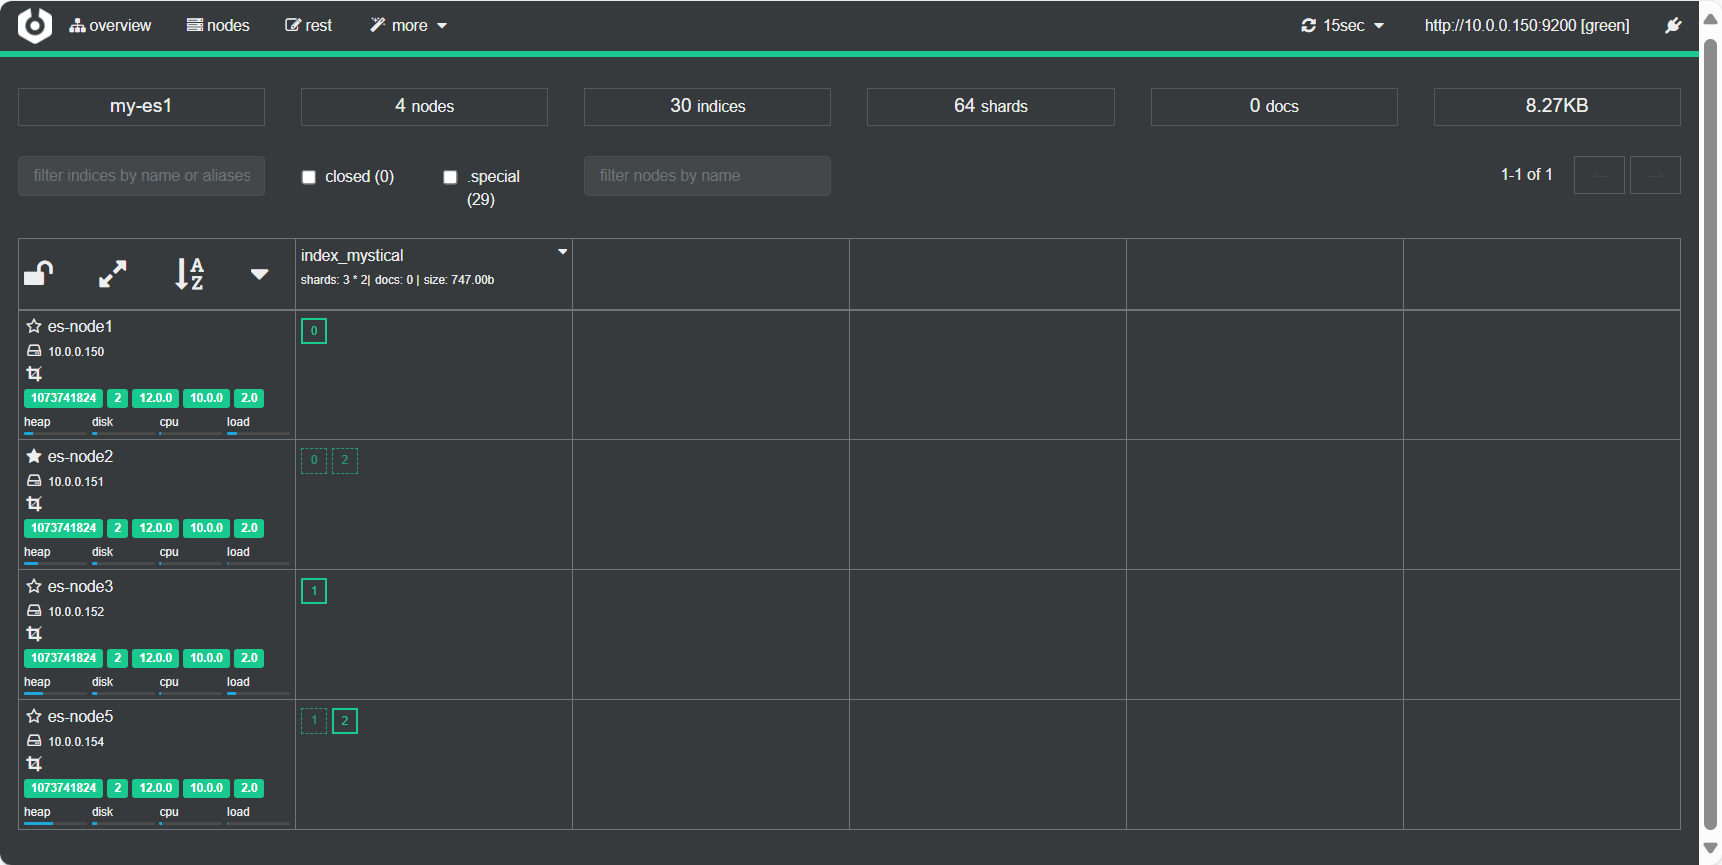 overview nodes rest more 15sec http://10.0.0.150:9200 [green]
my-es1 4 nodes 30 indices 64 shards 0 docs 8.27KB
filter indices by name or aliases closed (0) .special (29) filter nodes by name 1-1 of 1 ← →
A
Z
index_mystical
shards: 3 * 2| docs: 0 | size: 747.00b
es-node1 0
10.0.0.150
1073741824 2 12.0.0 10.0.0 2.0
heap disk cpu load
es-node2 0 2
10.0.0.151
1073741824 2 12.0.0 10.0.0 2.0
heap disk cpu load
es-node3 1
10.0.0.152
1073741824 2 12.0.0 10.0.0 2.0
heap disk cpu load
es-node5 1 2
10.0.0.154
1073741824 2 12.0.0 10.0.0 2.0
heap disk cpu load